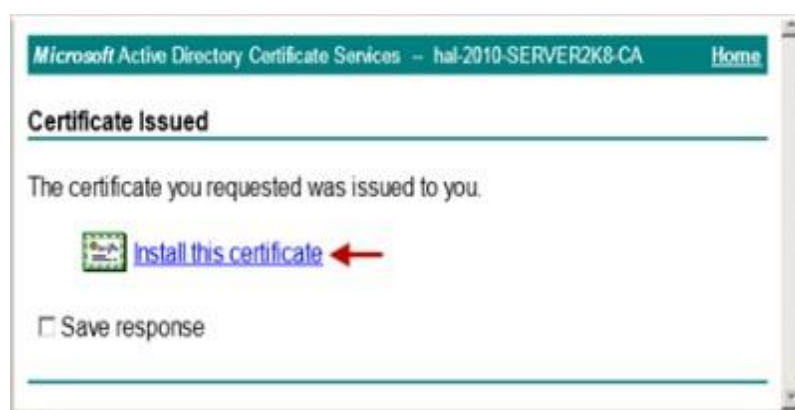 Microsoft Active Directory Certificate Services -- hal-2010-SERVER2K8-CA Home
Certificate Issued
The certificate you requested was issued to you.
Install this certificate
Save response